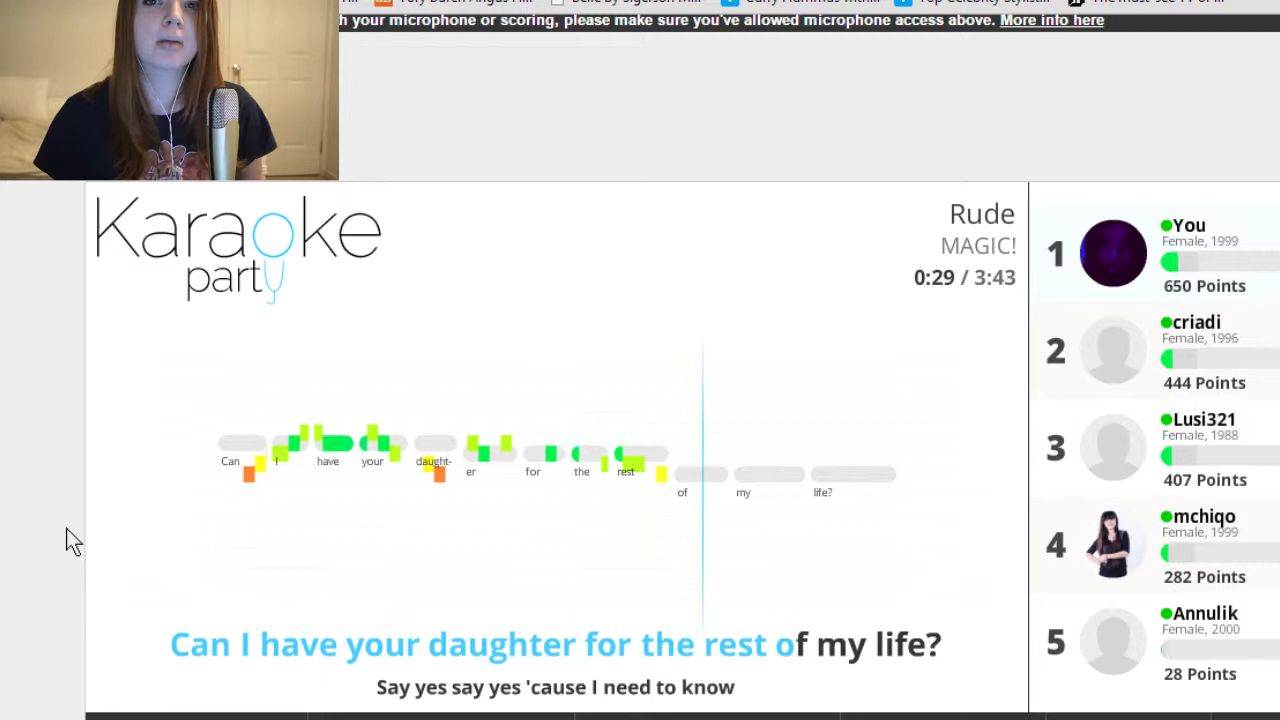 h your microphone or scoring, please make sure you've allowed microphone access above. More info here
Karaoke
party
Rude
MAGIC!
0:29 / 3:43
Can I have your daught- er for the rest of my life?
Can I have your daughter for the rest of my life?
Say yes say yes 'cause I need to know
1
You
Female, 1999
650 Points
2
criadi
Female, 1996
444 Points
3
Lusi321
Female, 1988
407 Points
4
mchiqo
Female, 1999
282 Points
5
Annulik
Female, 2000
28 Points